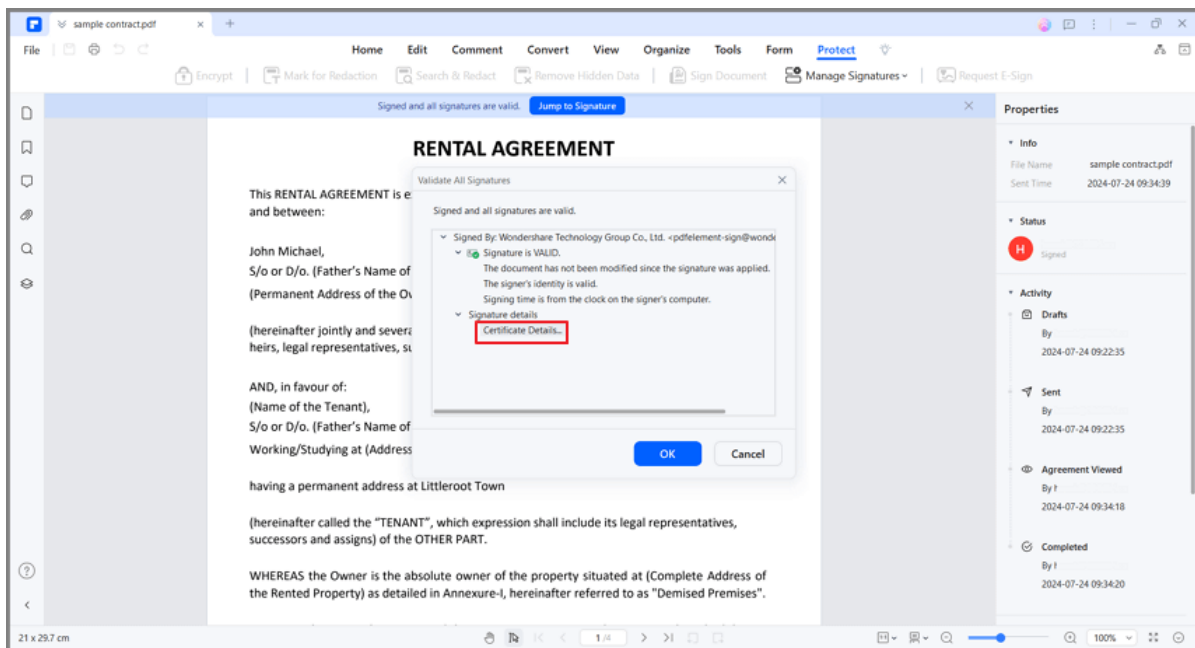 sample contract.pdf
File
Home Edit Comment Convert View Organize Tools Form Protect
Encrypt Mark for Redaction Search & Redact Remove Hidden Data Sign Document Manage Signatures Request E-Sign
Signed and all signatures are valid. Jump to Signature
RENTAL AGREEMENT
This RENTAL AGREEMENT is
and between:
John Michael,
S/o or D/o. (Father's Name of
(Permanent Address of the
(hereinafter jointly and
heirs, legal representatives,
AND, in favour of:
(Name of the Tenant),
S/o or D/o. (Father's Name of
Working/Studying at (Address
having a permanent address at Littleroot Town
(hereinafter called the “TENANT”, which expression shall include its legal representatives,
successors and assigns) of the OTHER PART.
WHEREAS the Owner is the absolute owner of the property situated at (Complete Address of
the Rented Property) as detailed in Annexure-I, hereinafter referred to as "Demised Premises".
Validate All Signatures
Signed and all signatures are valid.
Signed By: Wondershare Technology Group Co., Ltd. <pdfelement-sign@wonde
Signature is VALID.
The document has not been modified since the signature was applied.
The signer's identity is valid.
Signing time is from the clock on the signer's computer.
Signature details
Certificate Details...
OK Cancel
Properties
Info
File Name sample contract.pdf
Sent Time 2024-07-24 09:34:39
Status
H
Signed
Activity
Drafts
By
2024-07-24 09:22:35
Sent
By
2024-07-24 09:22:35
Agreement Viewed
By
2024-07-24 09:34:18
Completed
By
2024-07-24 09:34:20
21 x 29.7 cm
1 /4
100%